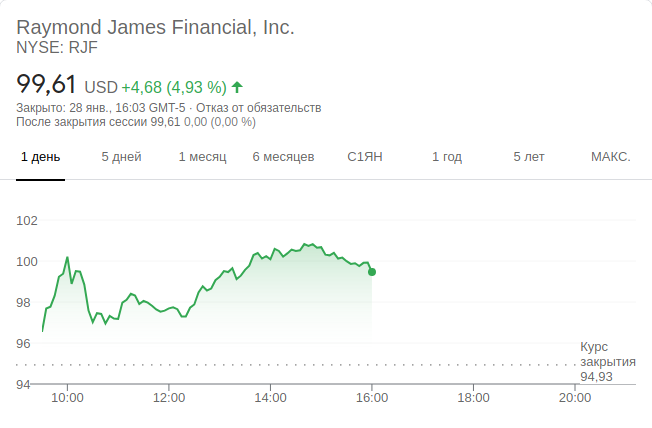 Raymond James Financial, Inc.
NYSE: RJF
99,61 USD +4,68 (4,93 %)
Закрыто: 28 янв., 16:03 GMT-5 · Отказ от обязательств
После закрытия сессии 99,61 0,00 (0,00 %)
1 день 5 дней 1 месяц 6 месяцев С1ЯН 1 год 5 лет МАКС.
102
100
98
96
Курс
закрытия
94,93
94
10:00 12:00 14:00 16:00 18:00 20:00